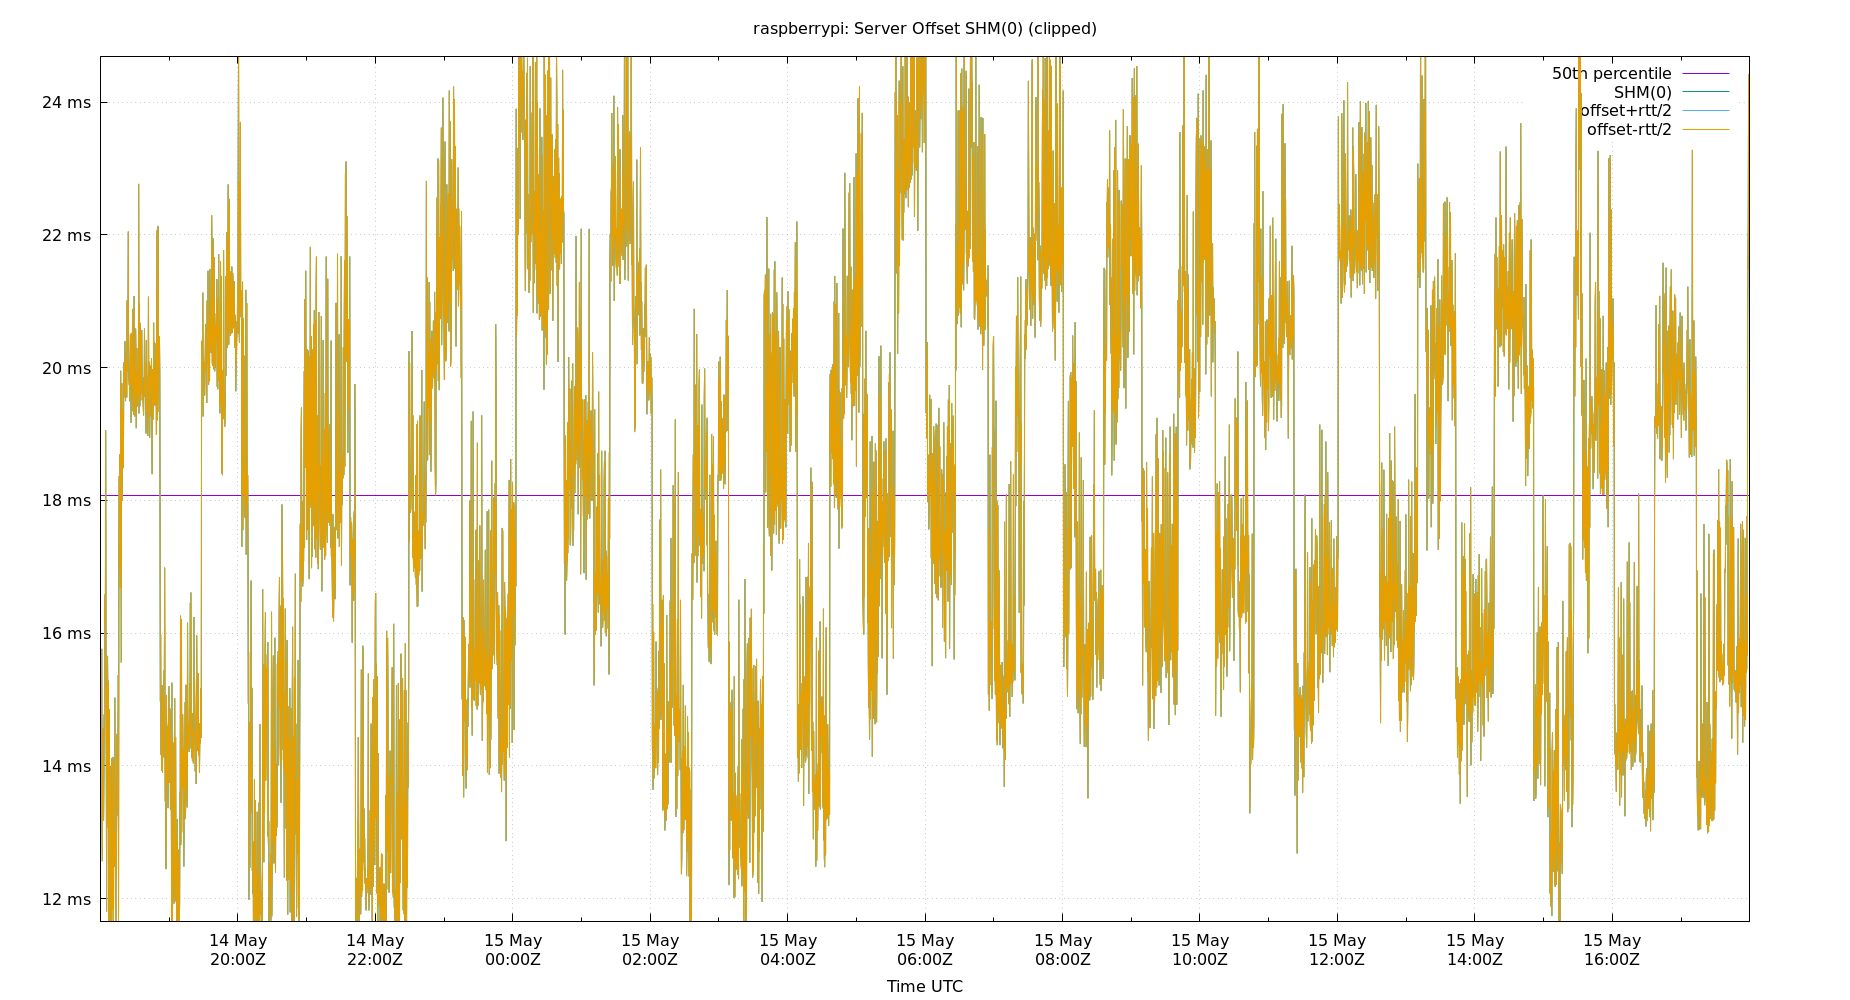 raspberrypi: Server Offset SHM(0) (clipped)
50th percentile
SHM(0)
offset+rtt/2
offset-rtt/2
24 ms
22 ms
20 ms
18 ms
16 ms
14 ms
12 ms
14 May 14 May 15 May 15 May 15 May 15 May 15 May 15 May 15 May 15 May 15 May
20:00Z 22:00Z 00:00Z 02:00Z 04:00Z 06:00Z 08:00Z 10:00Z 12:00Z 14:00Z 16:00Z
Time UTC